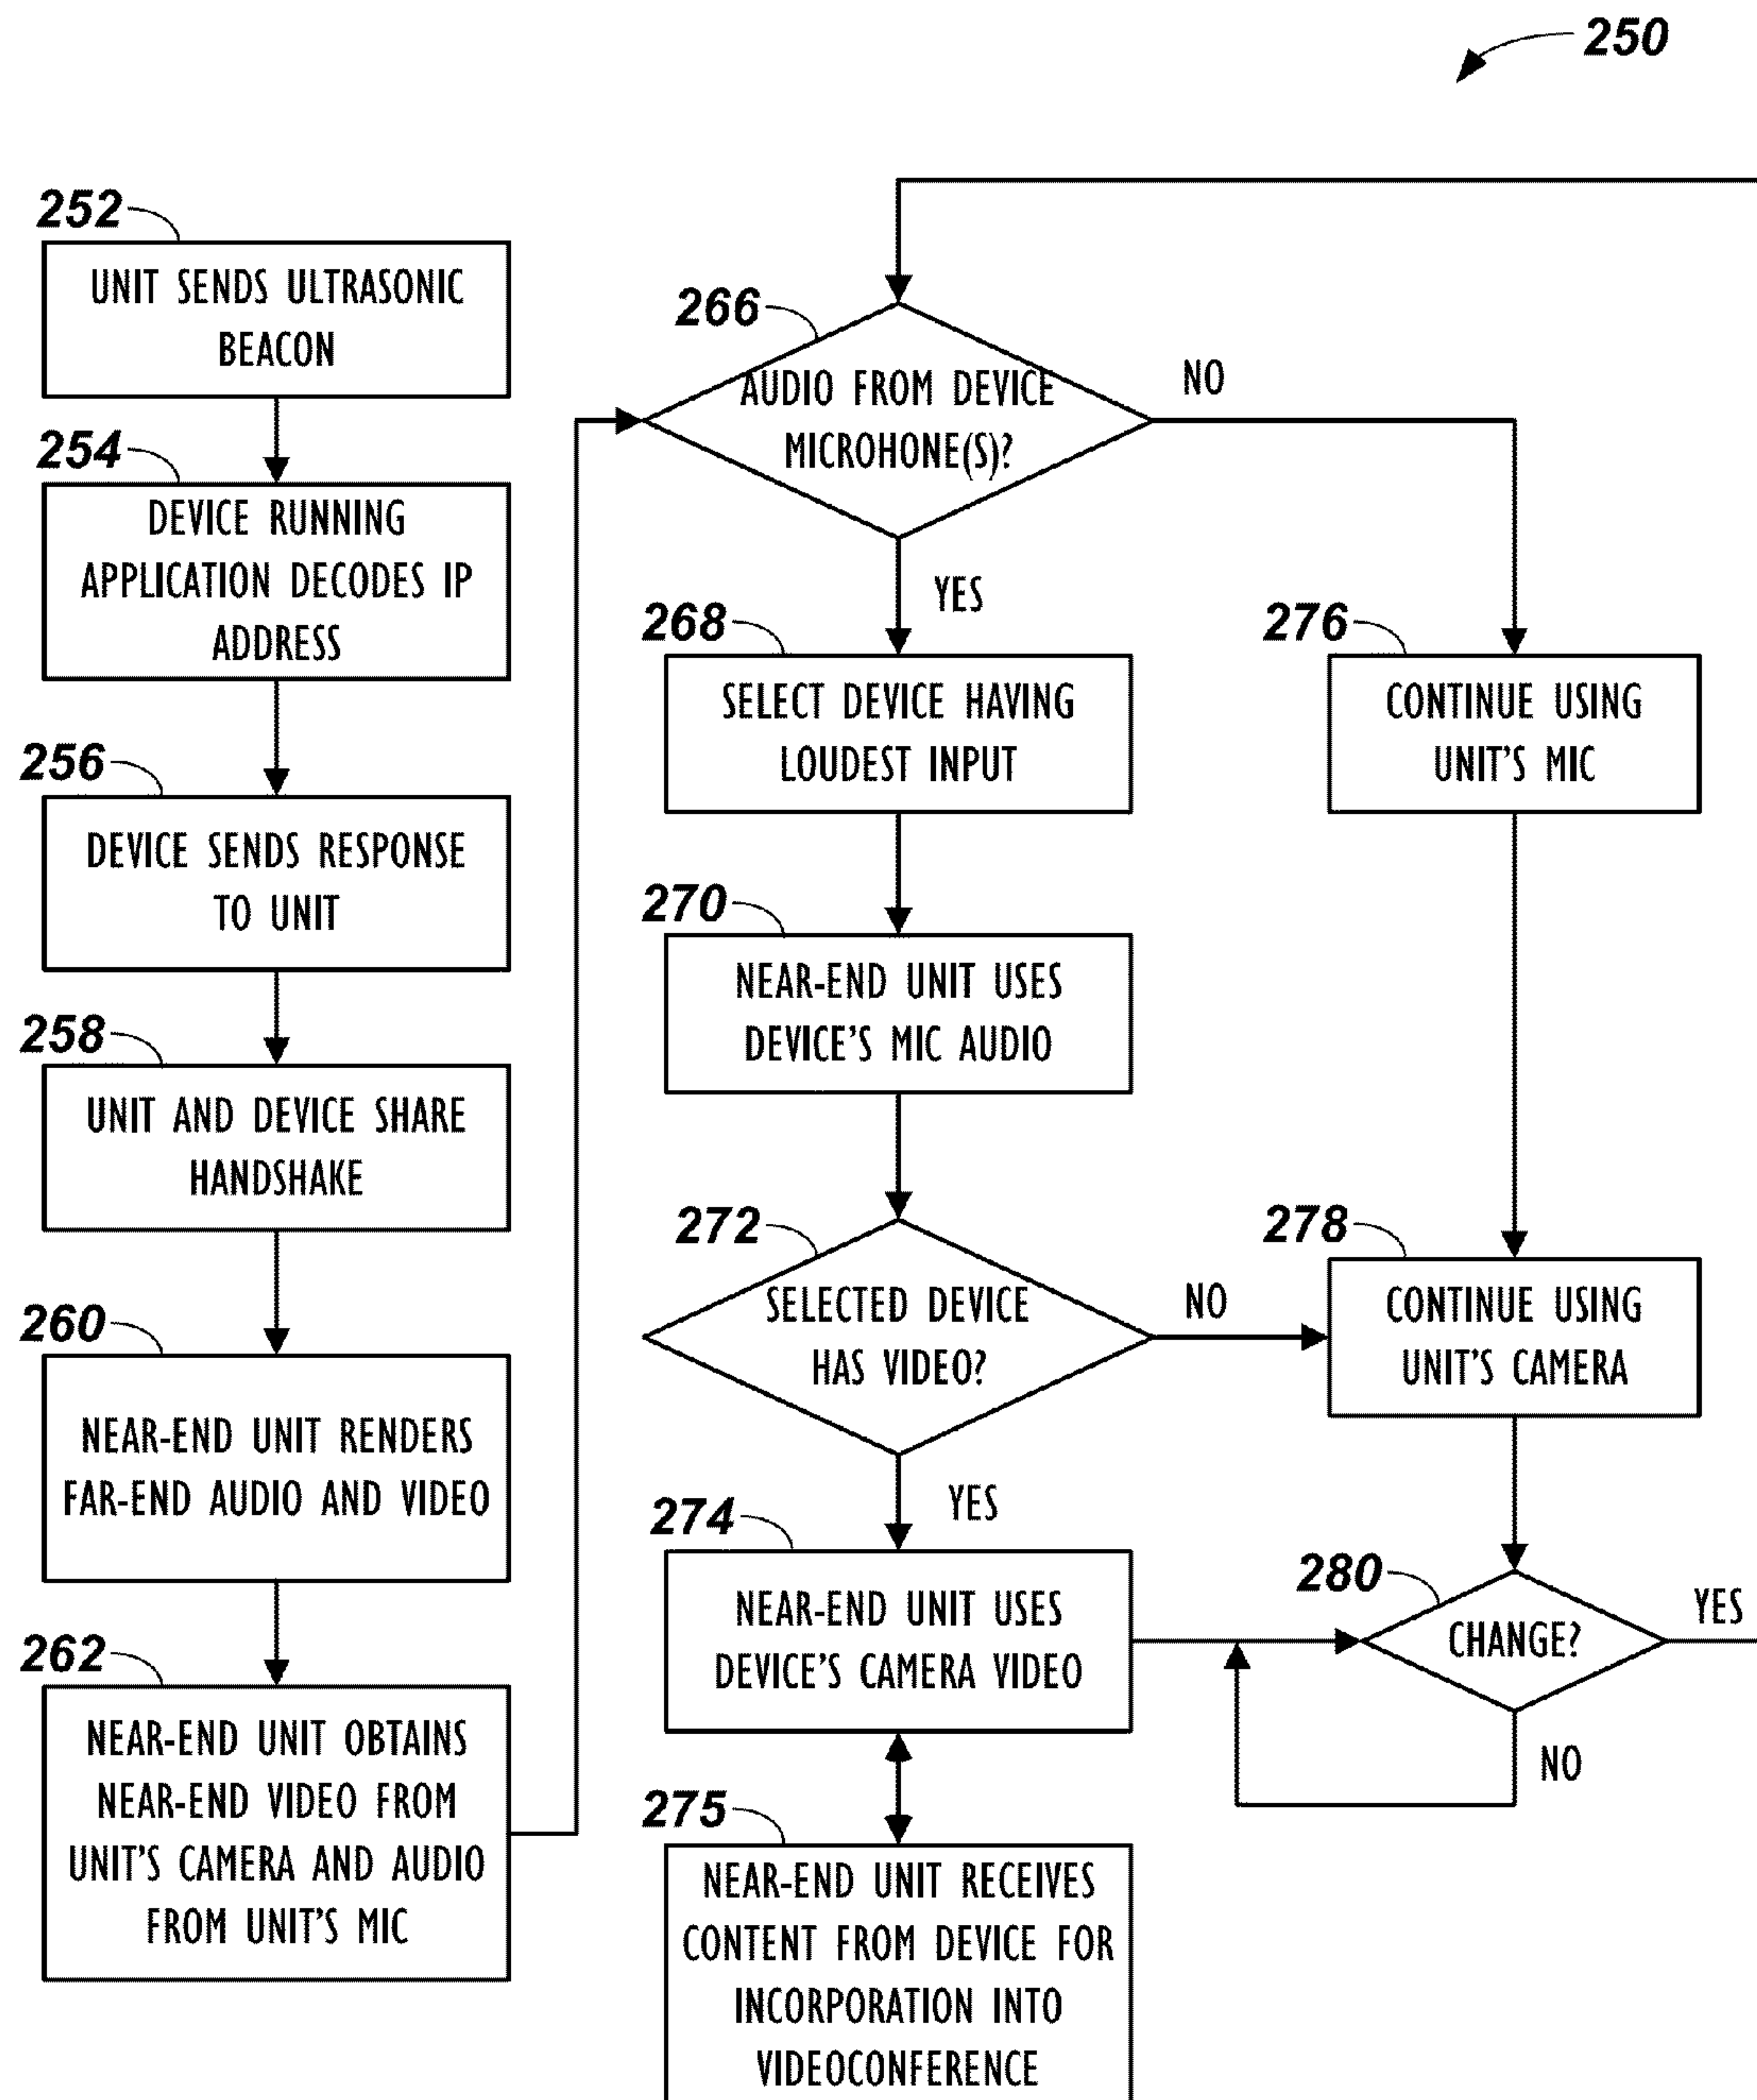 250
252
UNIT SENDS ULTRASONIC
BEACON
254
DEVICE RUNNING
APPLICATION DECODES IP
ADDRESS
256
DEVICE SENDS RESPONSE
TO UNIT
258
UNIT AND DEVICE SHARE
HANDSHAKE
260
NEAR-END UNIT RENDERS
FAR-END AUDIO AND VIDEO
262
NEAR-END UNIT OBTAINS
NEAR-END VIDEO FROM
UNIT'S CAMERA AND AUDIO
FROM UNIT'S MIC
266
AUDIO FROM DEVICE
MICROHONE(S)?
NO
YES
268
SELECT DEVICE HAVING
LOUDEST INPUT
270
NEAR-END UNIT USES
DEVICE'S MIC AUDIO
272
SELECTED DEVICE
HAS VIDEO?
NO
YES
274
NEAR-END UNIT USES
DEVICE'S CAMERA VIDEO
275
NEAR-END UNIT RECEIVES
CONTENT FROM DEVICE FOR
INCORPORATION INTO
VIDEOCONFERENCE
276
CONTINUE USING
UNIT'S MIC
278
CONTINUE USING
UNIT'S CAMERA
280
CHANGE?
YES
NO